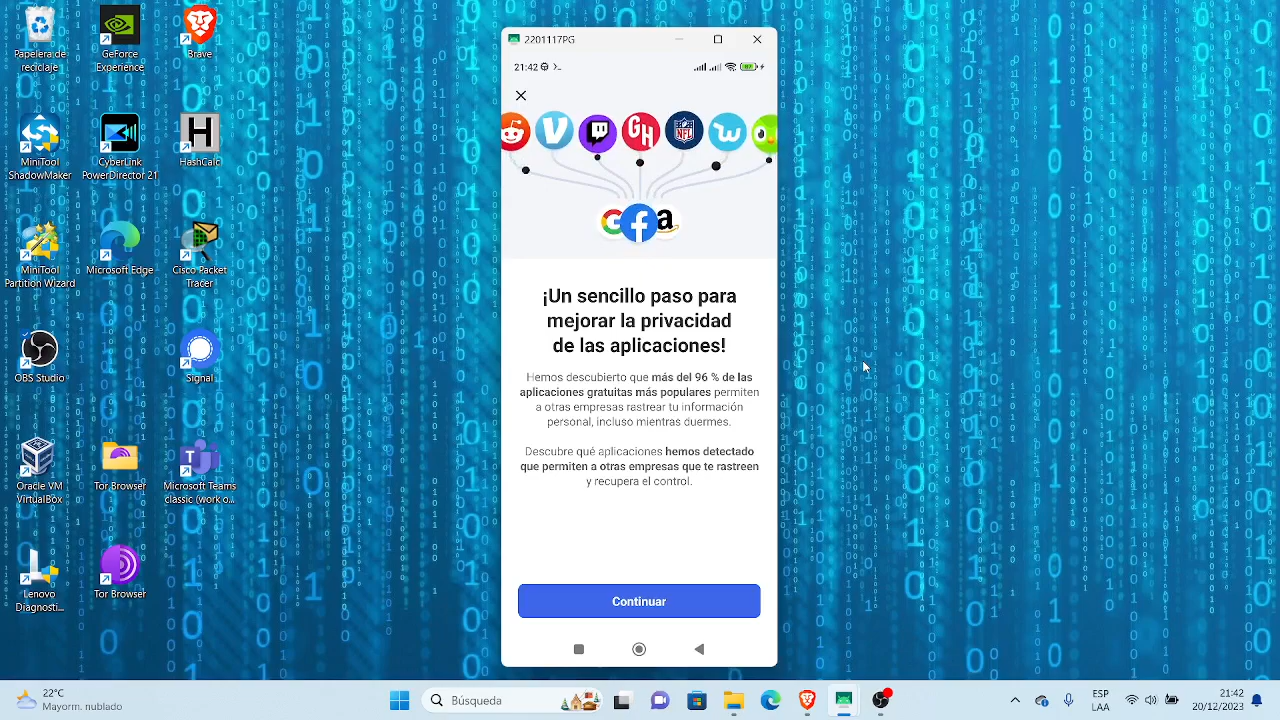 Papelera de
reciclaje
GeForce
Experience
Brave
MiniTool
ShadowMaker
CyberLink
PowerDirector 21
HashCalc
MiniTool
Partition Wizard
Microsoft Edge
Cisco Packet
Tracer
OBS Studio
Signal
Oracle VM
VirtualBox
Tor Browser
Microsoft Teams
classic (work o...
Lenovo
Diagnosti...
Tor Browser
2201117PG
21:42
87
GH
NFL
¡Un sencillo paso para
mejorar la privacidad
de las aplicaciones!
Hemos descubierto que más del 96 % de las
aplicaciones gratuitas más populares permiten
a otras empresas rastrear tu información
personal, incluso mientras duermes.
Descubre qué aplicaciones hemos detectado
que permiten a otras empresas que te rastreen
y recupera el control.
Continuar
22°C
Mayorm. nubado
Búsqueda
ESP
LAA
21:42
20/12/2023